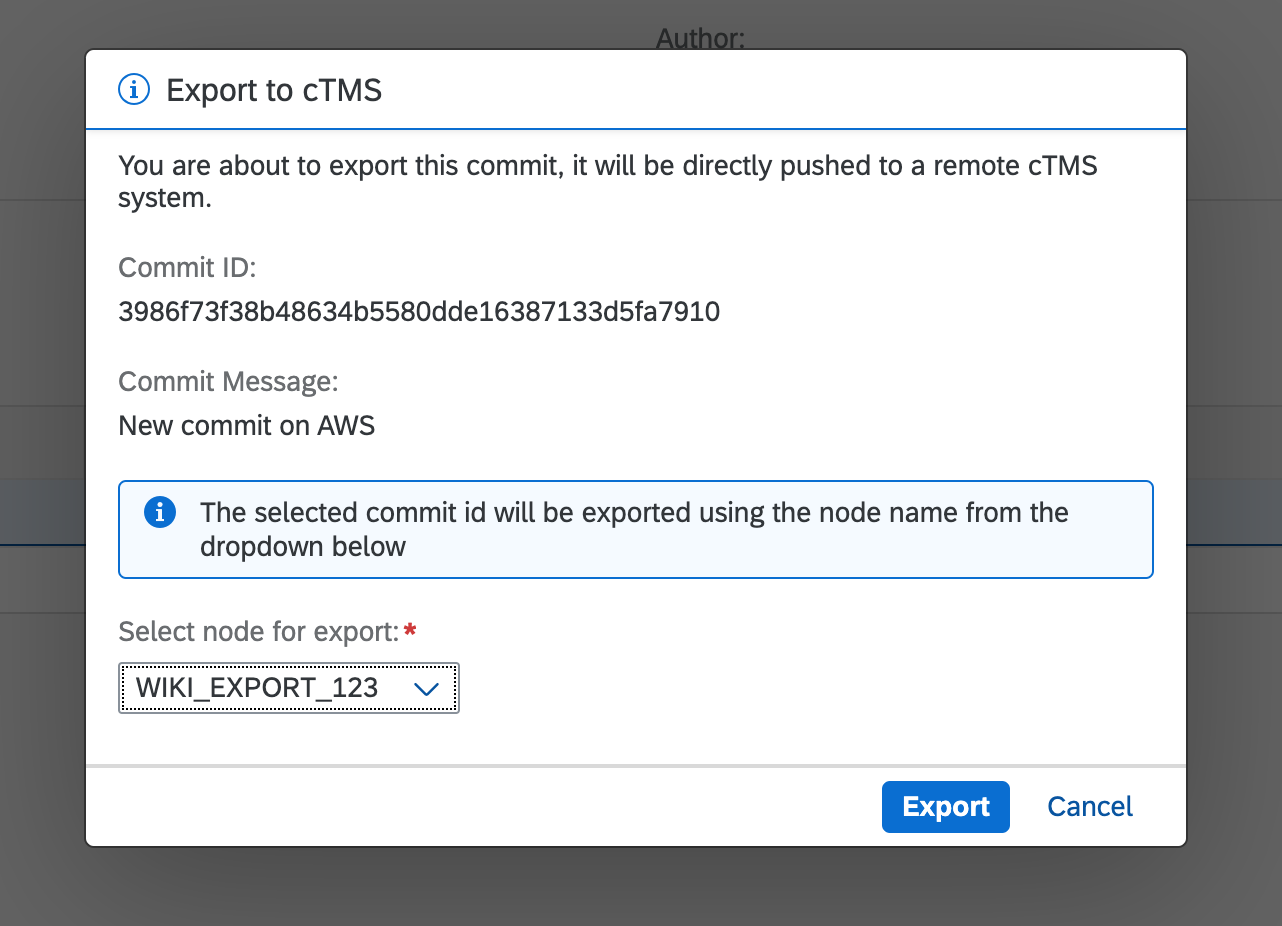 Author:
Export to cTMS
You are about to export this commit, it will be directly pushed to a remote cTMS
system.
Commit ID:
3986f73f38b48634b5580dde16387133d5fa7910
Commit Message:
New commit on AWS
The selected commit id will be exported using the node name from the
dropdown below
Select node for export:*
WIKI_EXPORT_123
Export Cancel